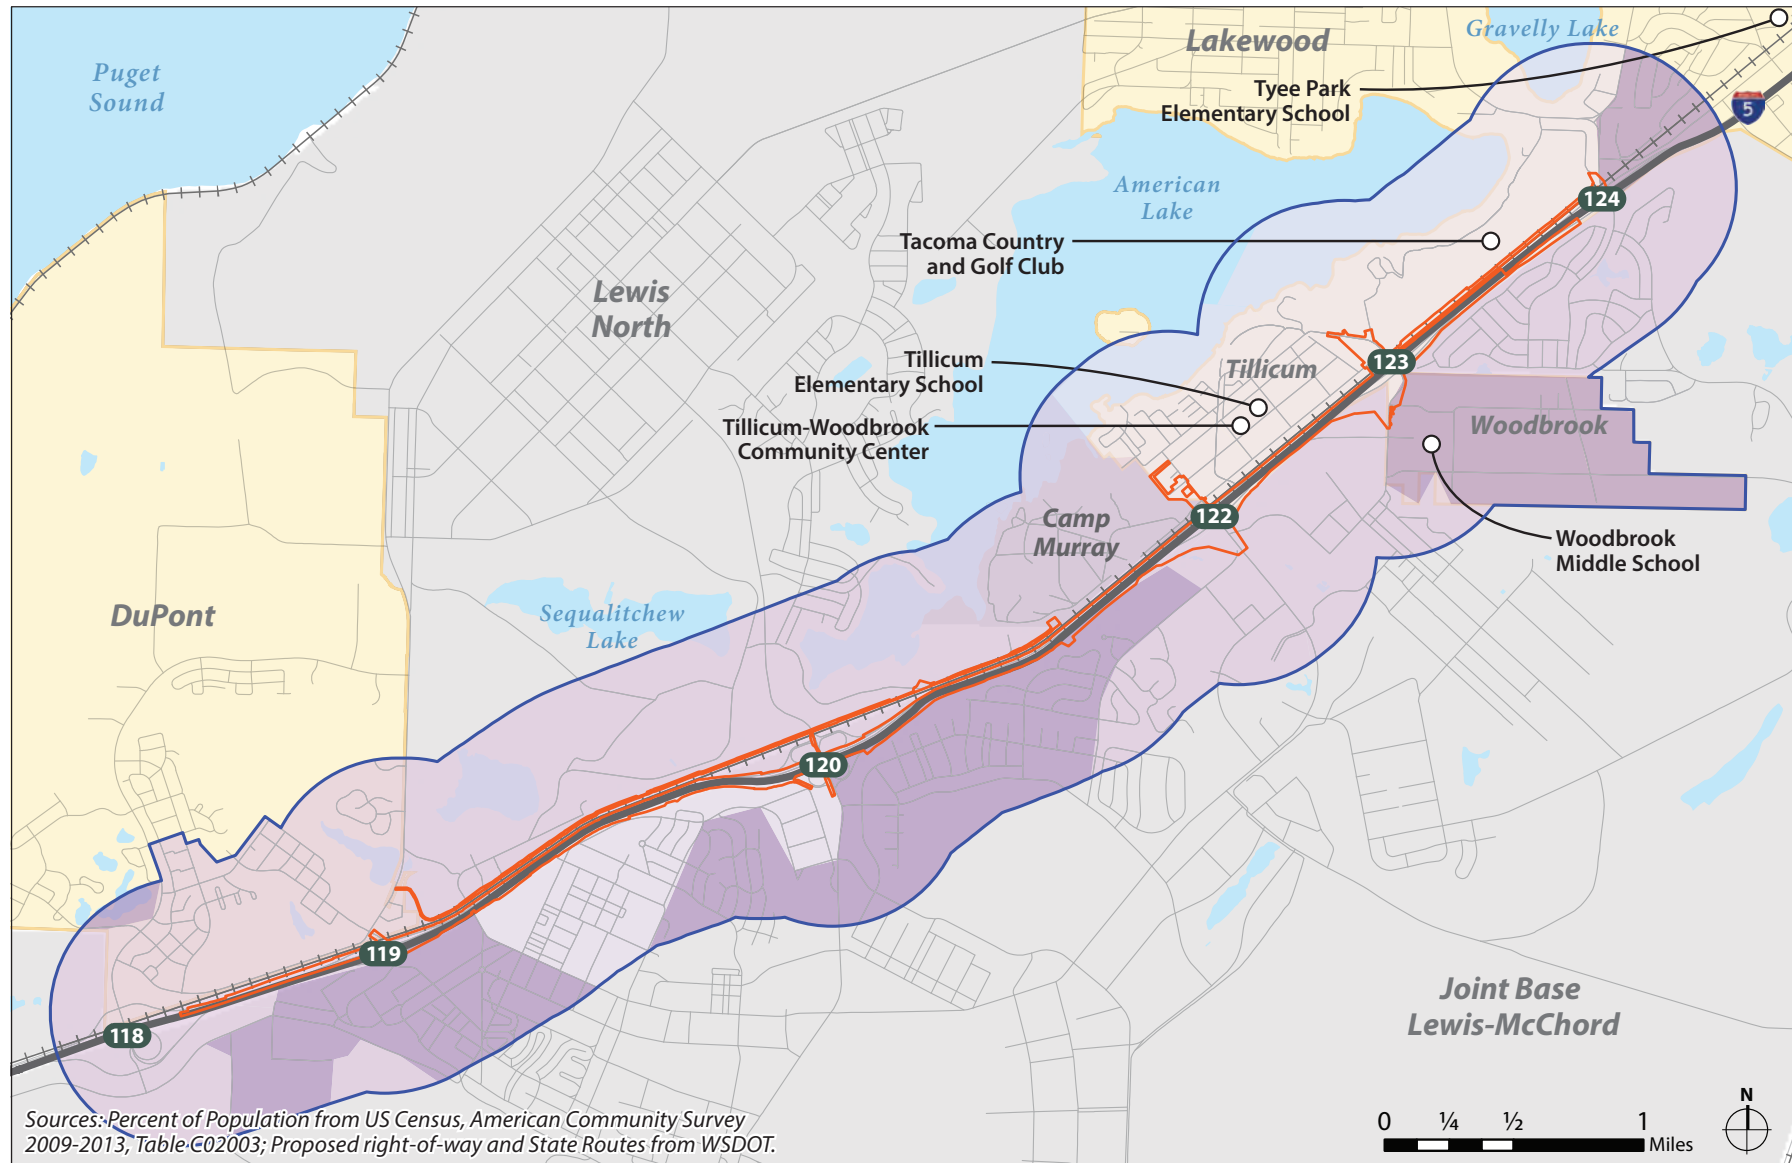 Puget
Sound
Lakewood
Gravelly Lake
Tyee Park
Elementary School
5
American
Lake
124
Tacoma Country
and Golf Club
Lewis
North
Tillicum
Elementary School
Tillicum
123
Tillicum-Woodbrook
Community Center
Woodbrook
Camp
Murray
122
Woodbrook
Middle School
DuPont
Sequalitchew
Lake
120
119
118
Joint Base
Lewis-McChord
Sources: Percent of Population from US Census, American Community Survey
2009-2013, Table C02003; Proposed right-of-way and State Routes from WSDOT.
0 ¼ ½ 1
Miles
N